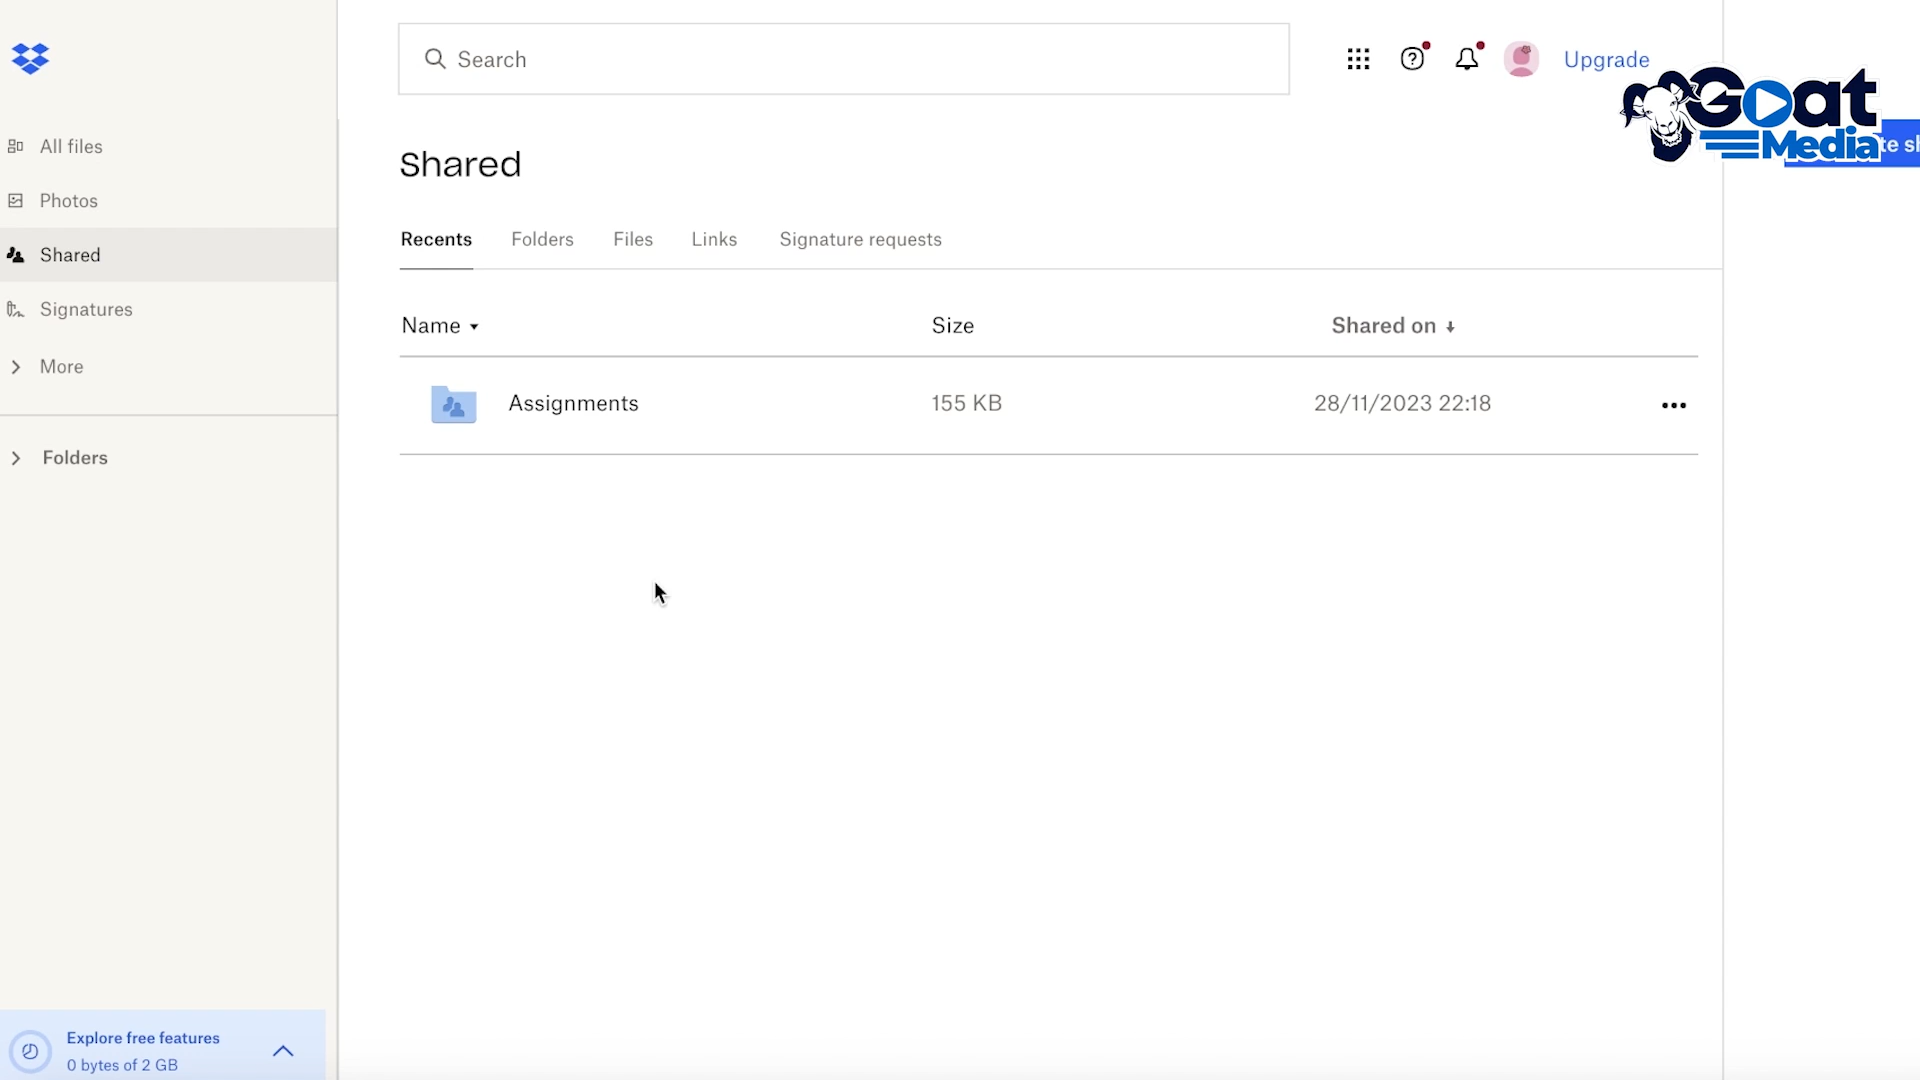 Search
Upgrade
Goat
Media
All files
Photos
Shared
Signatures
More
Folders
Shared
Recents Folders Files Links Signature requests
Name Size Shared on
Assignments 155 KB 28/11/2023 22:18
Explore free features
0 bytes of 2 GB